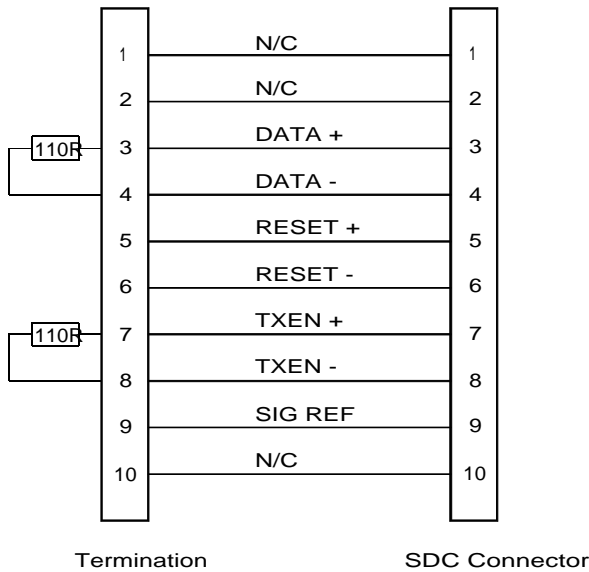 1 N/C 1
2 N/C 2
110R 3 DATA + 3
4 DATA - 4
5 RESET + 5
6 RESET - 6
110R 7 TXEN + 7
8 TXEN - 8
9 SIG REF 9
10 N/C 10
Termination SDC Connector